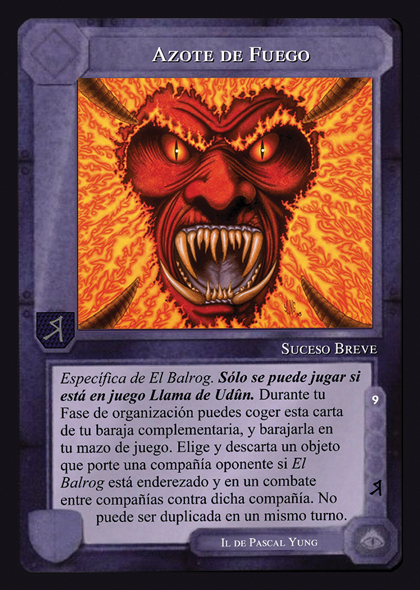 Azote de Fuego
Suceso Breve
Específica de El Balrog. Sólo se puede jugar si
está en juego Llama de Udûn. Durante tu
Fase de organización puedes coger esta carta
de tu baraja complementaria, y barajarla en
tu mazo de juego. Elige y descarta un objeto
que porte una compañía oponente si El
Balrog está enderezado y en un combate
entre compañías contra dicha compañía. No
puede ser duplicada en un mismo turno.
9
Il de Pascal Yung